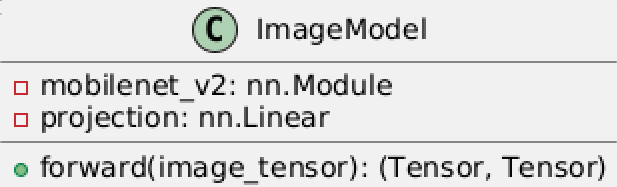 C ImageModel
mobilenet_v2: nn.Module
projection: nn.Linear
forward(image_tensor): (Tensor, Tensor)